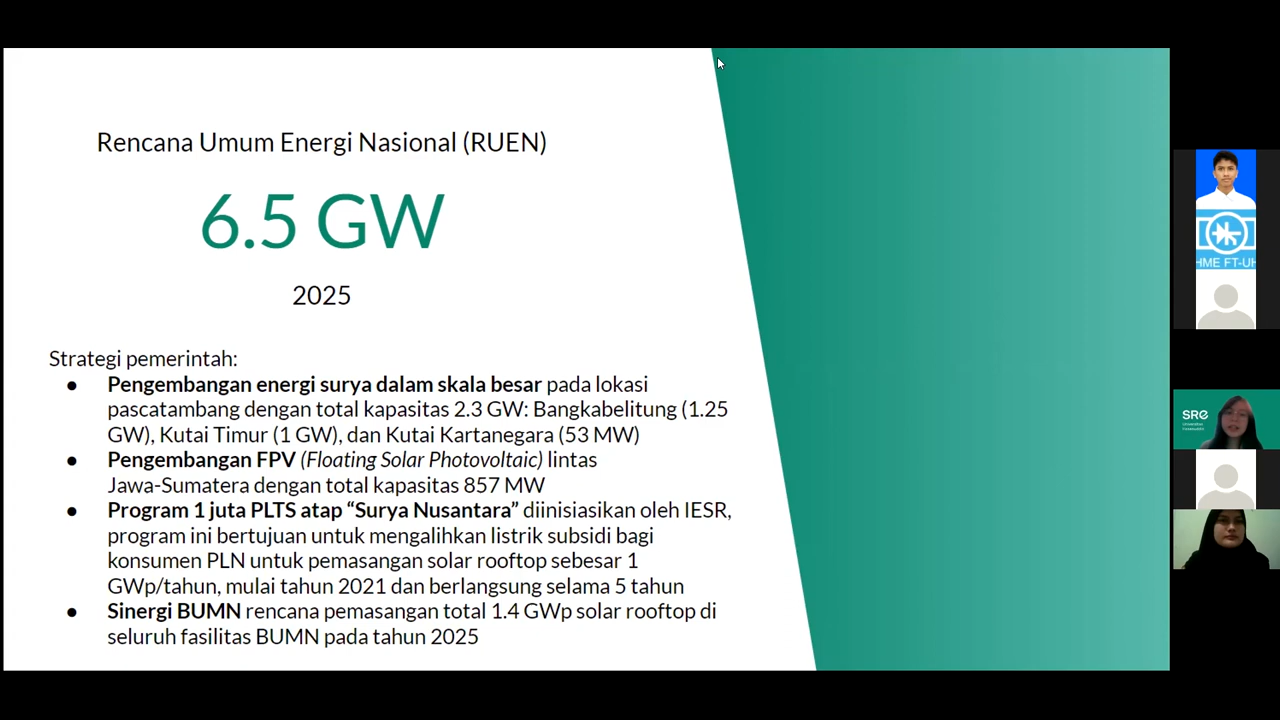 Rencana Umum Energi Nasional (RUEN)
6.5 GW
2025
Strategi pemerintah:
● Pengembangan energi surya dalam skala besar pada lokasi
pascatambang dengan total kapasitas 2.3 GW: Bangkabelitung (1.25
GW), Kutai Timur (1 GW), dan Kutai Kartanegara (53 MW)
● Pengembangan FPV (Floating Solar Photovoltaic) lintas
Jawa-Sumatera dengan total kapasitas 857 MW
● Program 1 juta PLTS atap “Surya Nusantara” diinisiasikan oleh IESR,
program ini bertujuan untuk mengalihkan listrik subsidi bagi
konsumen PLN untuk pemasangan solar rooftop sebesar 1
GWp/tahun, mulai tahun 2021 dan berlangsung selama 5 tahun
● Sinergi BUMN rencana pemasangan total 1.4 GWp solar rooftop di
seluruh fasilitas BUMN pada tahun 2025
HME FT-UH
SRE